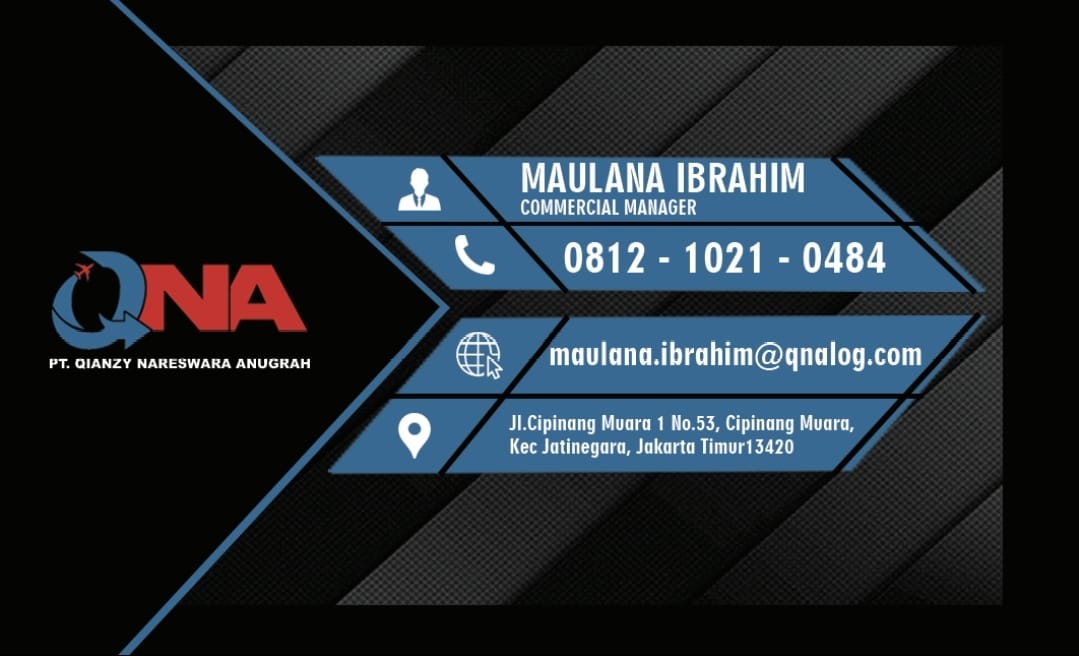 QNA
PT. QIANZY NARESWARA ANUGRAH
MAULANA IBRAHIM
COMMERCIAL MANAGER
0812 - 1021 - 0484
maulana.ibrahim@qnalog.com
Jl.Cipinang Muara 1 No.53, Cipinang Muara,
Kec Jatinegara, Jakarta Timur13420